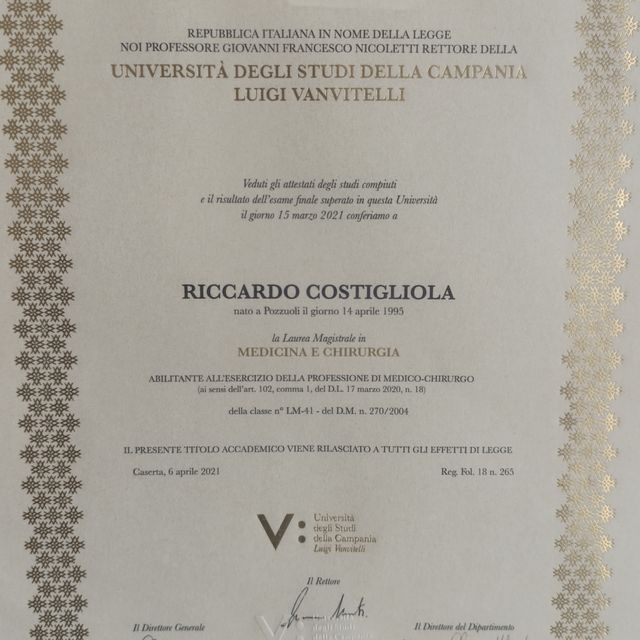 REPUBBLICA ITALIANA IN NOME DELLA LEGGE
NOI PROFESSORE GIOVANNI FRANCESCO NICOLETTI RETTORE DELLA
UNIVERSITÀ DEGLI STUDI DELLA CAMPANIA
LUIGI VANVITELLI
Veduti gli attestati degli studi compiuti
e il risultato dell'esame finale superato in questa Università
il giorno 15 marzo 2021 conferiamo a
RICCARDO COSTIGLIOLA
nato a Pozzuoli il giorno 14 aprile 1995
la Laurea Magistrale in
MEDICINA E CHIRURGIA
ABILITANTE ALL'ESERCIZIO DELLA PROFESSIONE DI MEDICO-CHIRURGO
(ai sensi dell'art. 102, comma 1, del D.L. 17 marzo 2020, n. 18)
della classe n° LM-41 - del D.M. n. 270/2004
IL PRESENTE TITOLO ACCADEMICO VIENE RILASCIATO A TUTTI GLI EFFETTI DI LEGGE
Caserta, 6 aprile 2021 Reg. Fol. 18 n. 265
V:
Università
degli Studi
della Campania
Luigi Vanvitelli
Il Rettore
Il Direttore Generale Il Direttore del Dipartimento
V: degli Studi